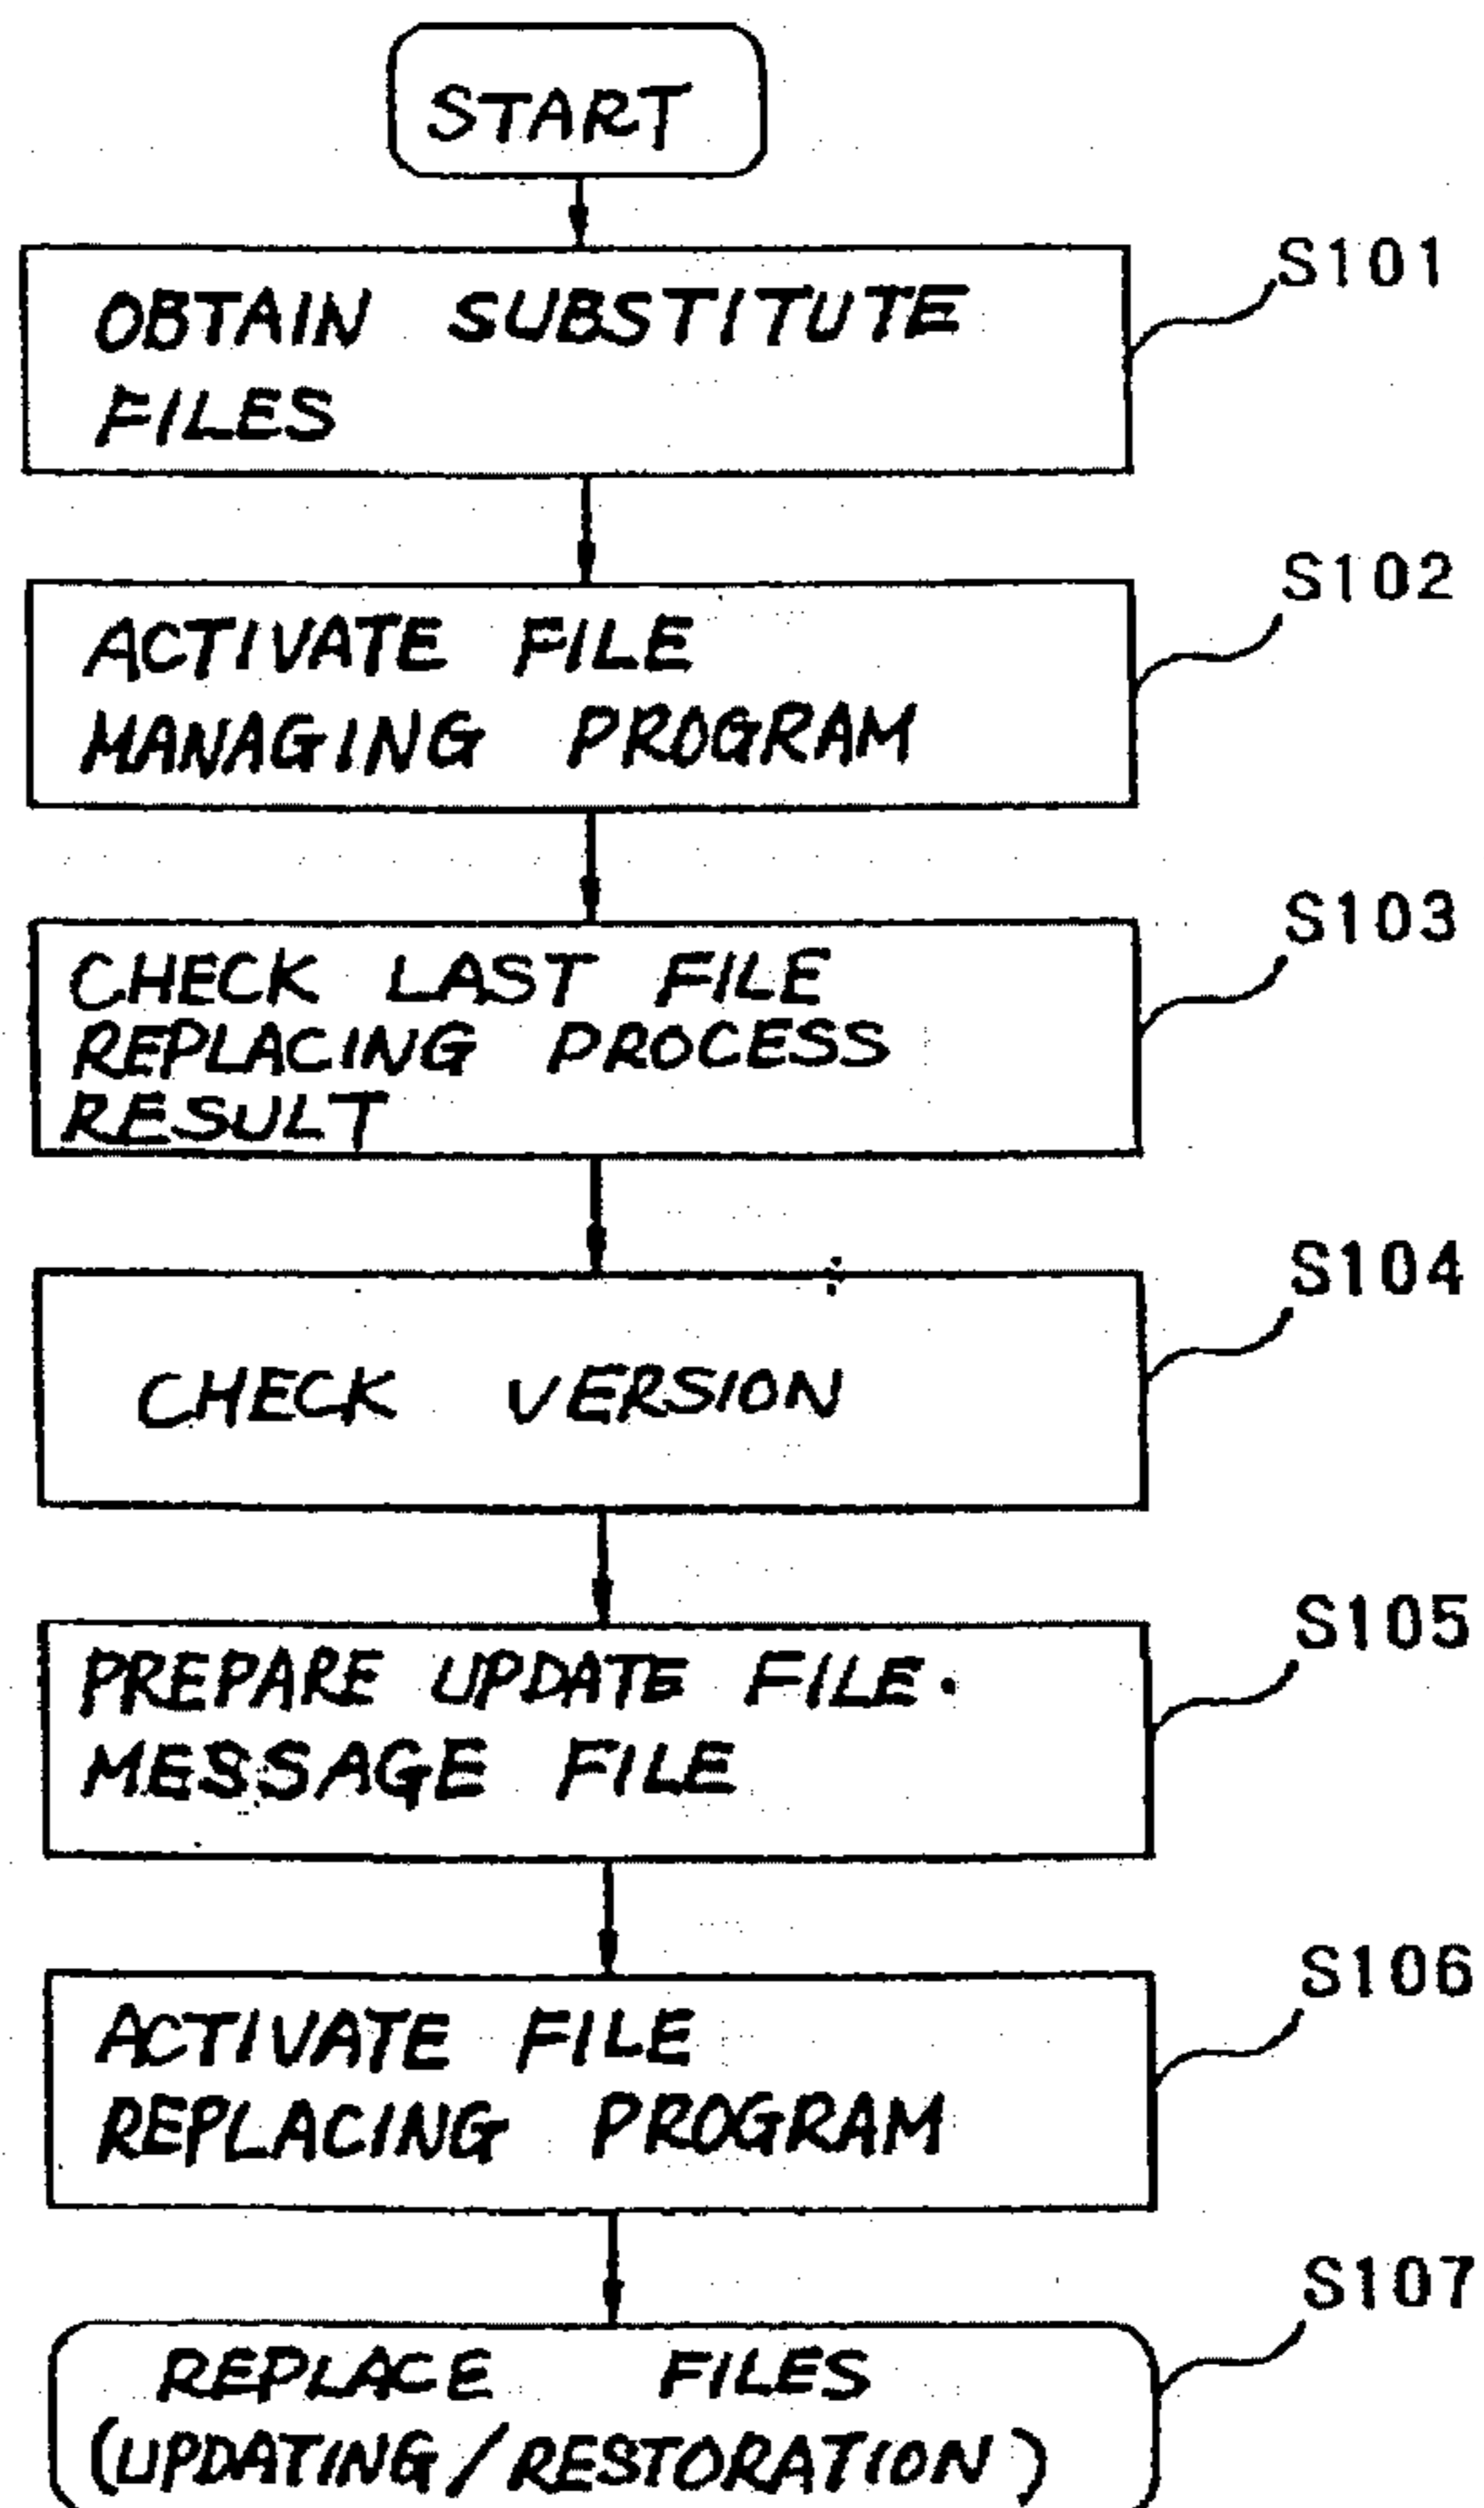 START
S101
OBTAIN SUBSTITUTE
FILES
S102
ACTIVATE FILE
MANAGING PROGRAM
S103
CHECK LAST FILE
REPLACING PROCESS
RESULT
S104
CHECK VERSION
S105
PREPARE UPDATE FILE·
MESSAGE FILE
S106
ACTIVATE FILE
REPLACING PROGRAM
S107
REPLACE FILES
(UPDATING/RESTORATION)